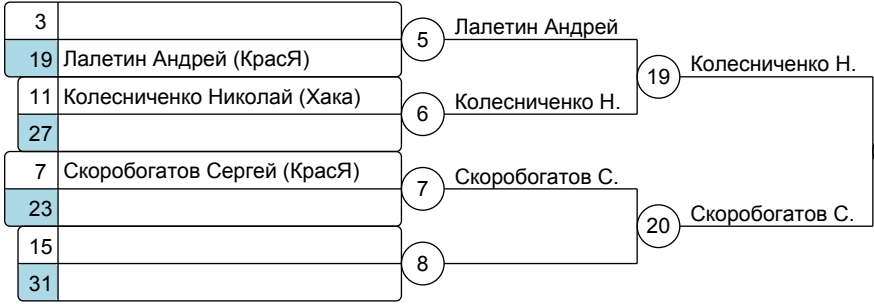 3
5 Лалетин Андрей
19 Лалетин Андрей (КрасЯ)
19 Колесниченко Н.
11 Колесниченко Николай (Хака)
6 Колесниченко Н.
27
7 Скоробогатов Сергей (КрасЯ)
7 Скоробогатов С.
23
20 Скоробогатов С.
15
8
31